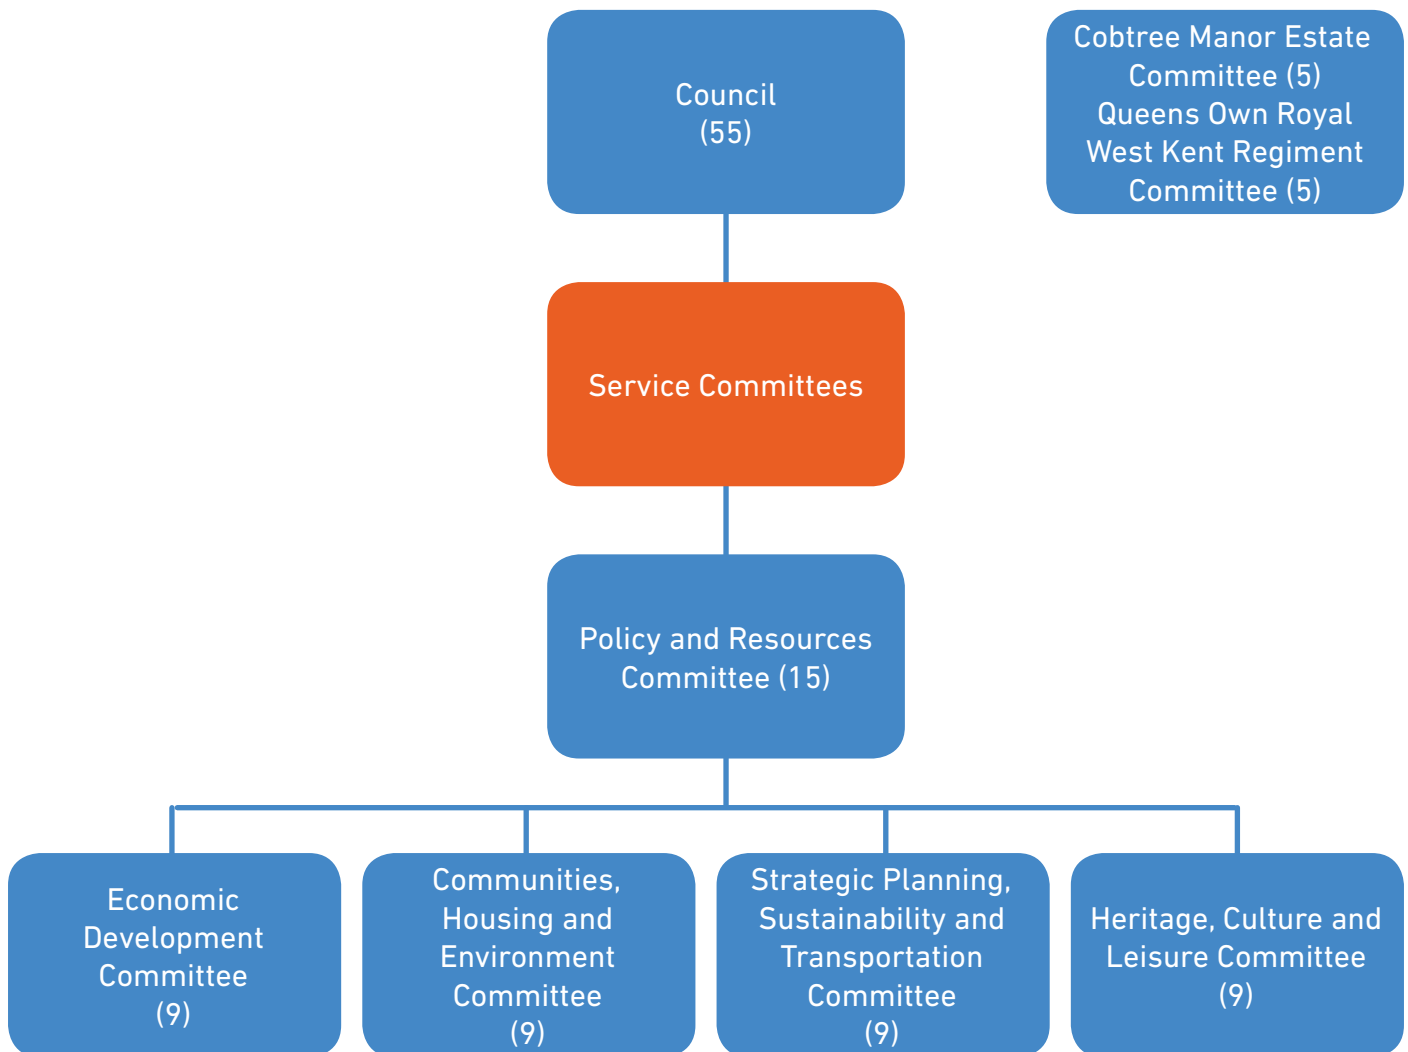 Council
(55)
Cobtree Manor Estate
Committee (5)
Queens Own Royal
West Kent Regiment
Committee (5)
Service Committees
Policy and Resources
Committee (15)
Economic
Development
Committee
(9)
Communities,
Housing and
Environment
Committee
(9)
Strategic Planning,
Sustainability and
Transportation
Committee
(9)
Heritage, Culture and
Leisure Committee
(9)